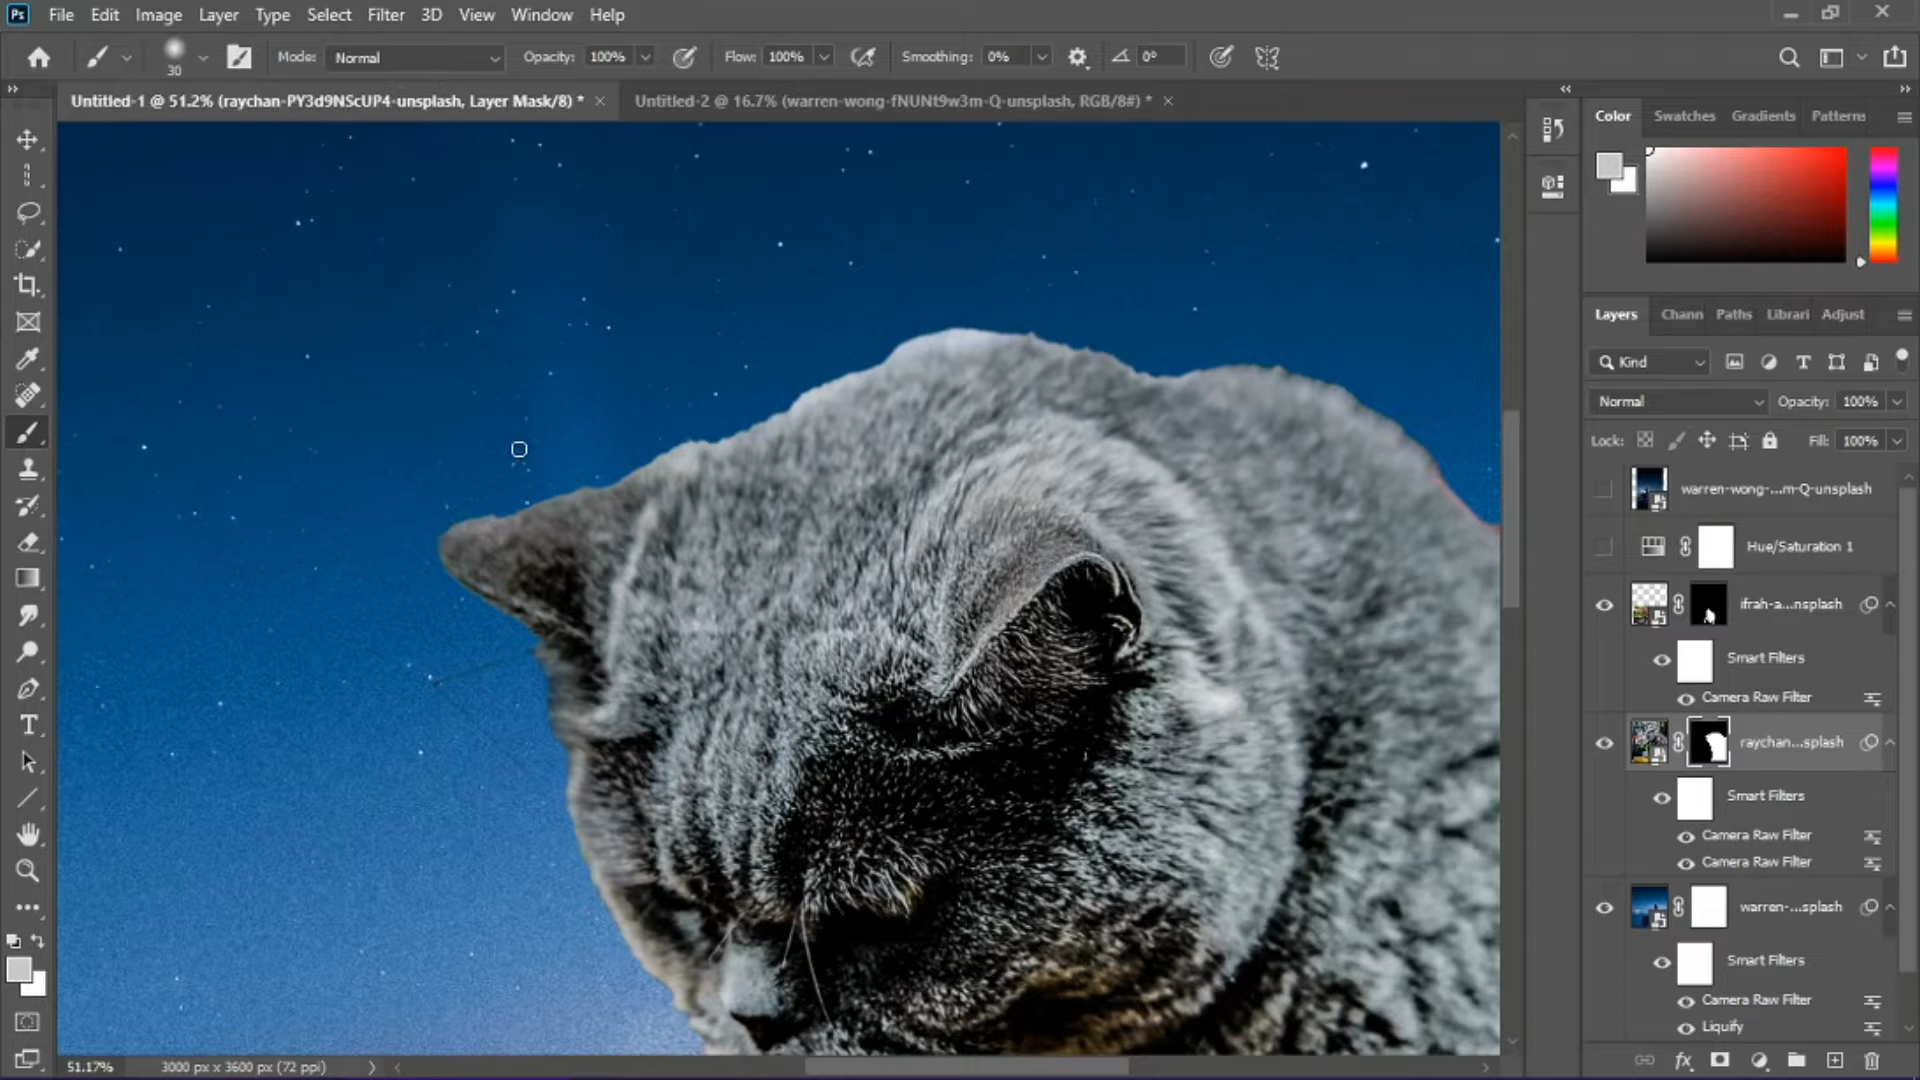 Ps File Edit Image Layer Type Select Filter 3D View Window Help
30 Mode: Normal Opacity: 100% Flow: 100% Smoothing: 0% 0°
Untitled-1 @ 51.2% (raychan-PY3d9NScUP4-unsplash, Layer Mask/8) * × Untitled-2 @ 16.7% (warren-wong-fNUNt9w3m-Q-unsplash, RGB/8#) * ×
Color Swatches Gradients Patterns
Layers Chann Paths Librari Adjust
Kind
Normal Opacity: 100%
Lock: Fill: 100%
warren-wong-...m-Q-unsplash
Hue/Saturation 1
ifrah-a...nsplash
Smart Filters
Camera Raw Filter
raychan...splash
Smart Filters
Camera Raw Filter
Camera Raw Filter
warren-...splash
Smart Filters
Camera Raw Filter
Liquify
51.17% 3000 px x 3600 px (72 ppi)